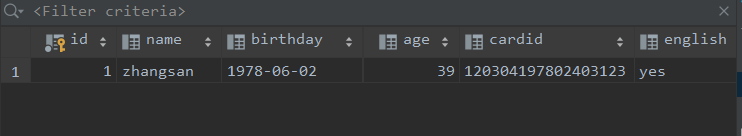 <Filter criteria>
id name birthday age cardid english
1 1 zhangsan 1978-06-02 39 120304197802403123 yes